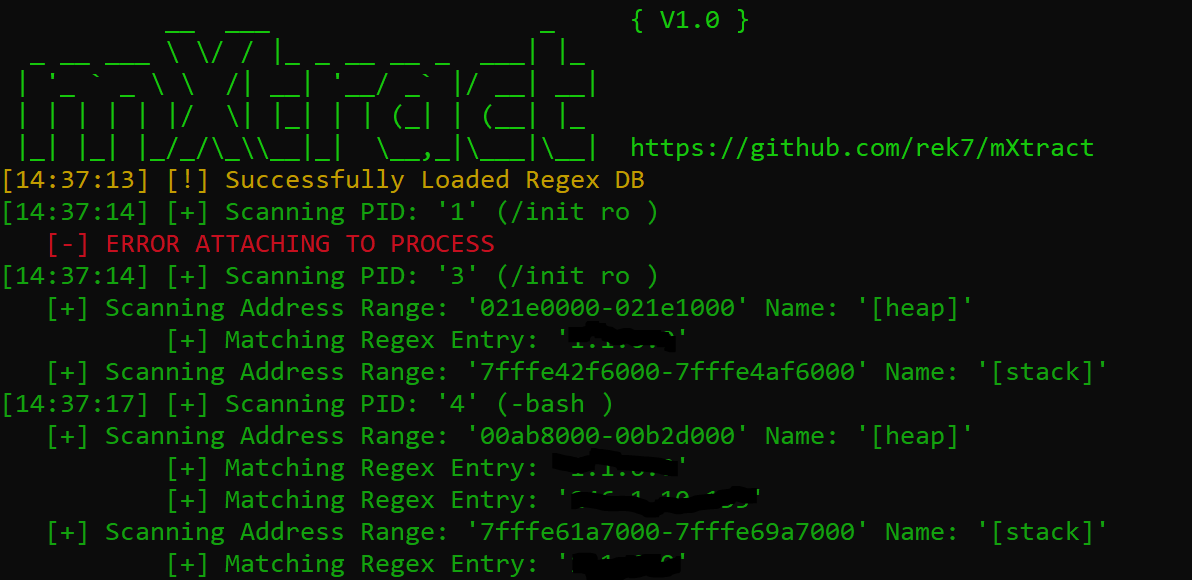 { V1.0 }
mXtract
https://github.com/rek7/mXtract
[14:37:13] [!] Successfully Loaded Regex DB
[14:37:14] [+] Scanning PID: '1' (/init ro )
[-] ERROR ATTACHING TO PROCESS
[14:37:14] [+] Scanning PID: '3' (/init ro )
[+] Scanning Address Range: '021e0000-021e1000' Name: '[heap]'
[+] Matching Regex Entry: '
[+] Scanning Address Range: '7fffe42f6000-7fffe4af6000' Name: '[stack]'
[14:37:17] [+] Scanning PID: '4' (-bash )
[+] Scanning Address Range: '00ab8000-00b2d000' Name: '[heap]'
[+] Matching Regex Entry:
[+] Matching Regex Entry: '
[+] Scanning Address Range: '7fffe61a7000-7fffe69a7000' Name: '[stack]'
[+] Matching Regex Entry: '